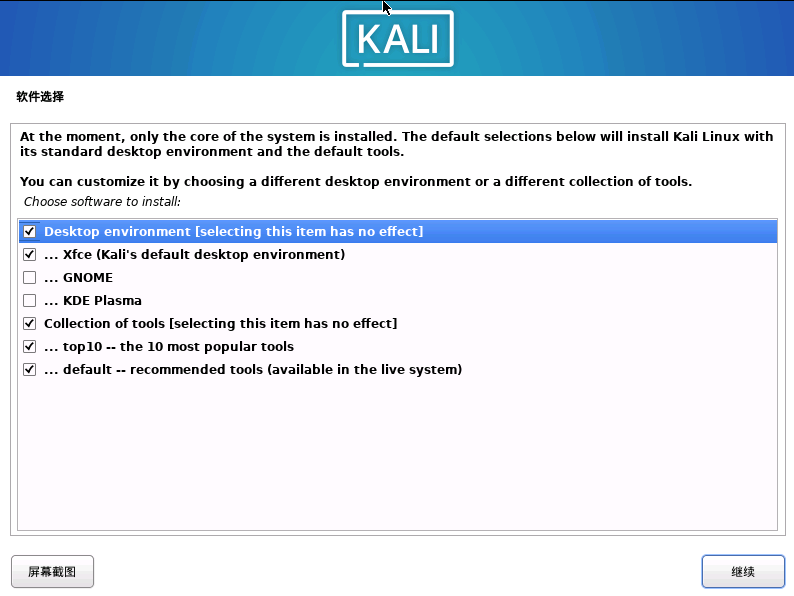 KALI
软件选择
At the moment, only the core of the system is installed. The default selections below will install Kali Linux with
its standard desktop environment and the default tools.
You can customize it by choosing a different desktop environment or a different collection of tools.
Choose software to install:
Desktop environment [selecting this item has no effect]
... Xfce (Kali's default desktop environment)
... GNOME
... KDE Plasma
Collection of tools [selecting this item has no effect]
... top10 -- the 10 most popular tools
... default -- recommended tools (available in the live system)
屏幕截图
继续